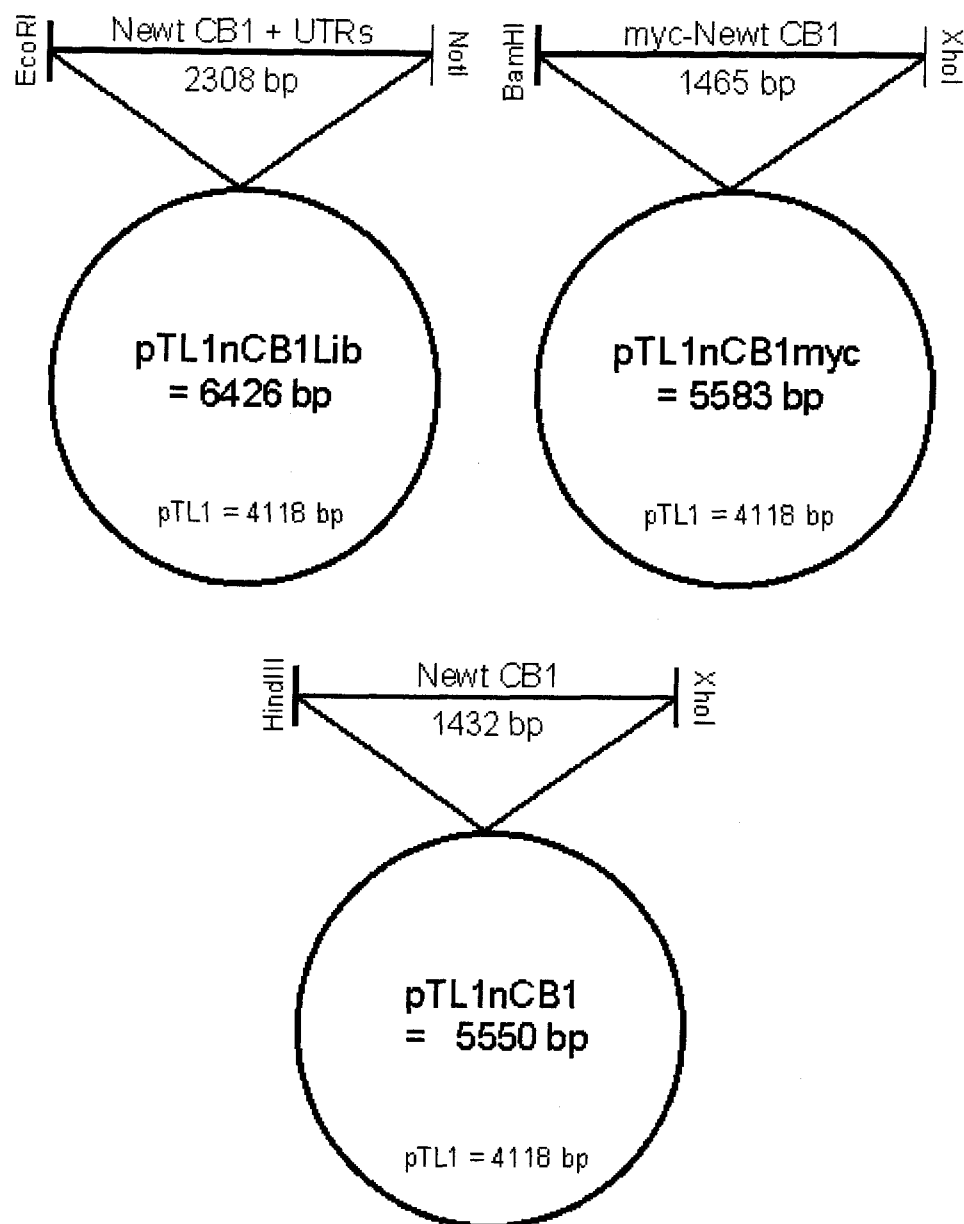 EcoRI
Newt CB1 + UTRs
NotI
2308 bp
pTL1nCB1Lib
= 6426 bp
pTL1 = 4118 bp
BamHI
myc-Newt CB1
XhoI
1465 bp
pTL1nCB1myc
= 5583 bp
pTL1 = 4118 bp
HindIII
Newt CB1
XhoI
1432 bp
pTL1nCB1
= 5550 bp
pTL1 = 4118 bp